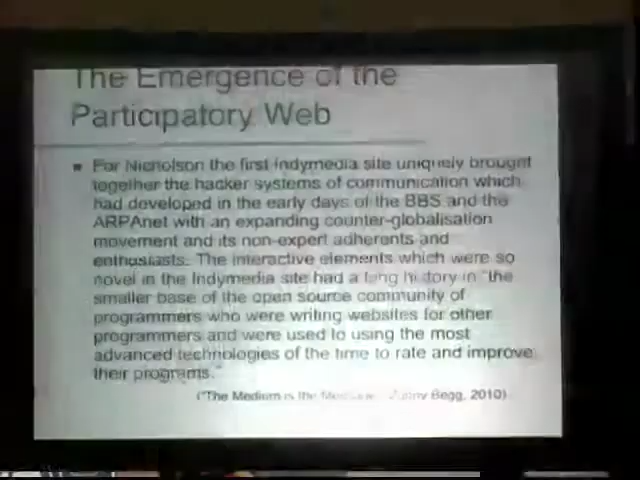 The Emergence of the
Participatory Web
For Nicholson the first Indymedia site uniquely brought
together the hacker systems of communication which
had developed in the early days of the BBS and the
ARPAnet with an expanding counter-globalisation
movement and its non-expert adherents and
enthusiasts. The interactive elements which were so
novel in the Indymedia site had a long history in "the
smaller base of the open source community of
programmers who were writing websites for other
programmers and were used to using the most
advanced technologies of the time to rate and improve
their programs."
("The Medium is the Begg, 2010)